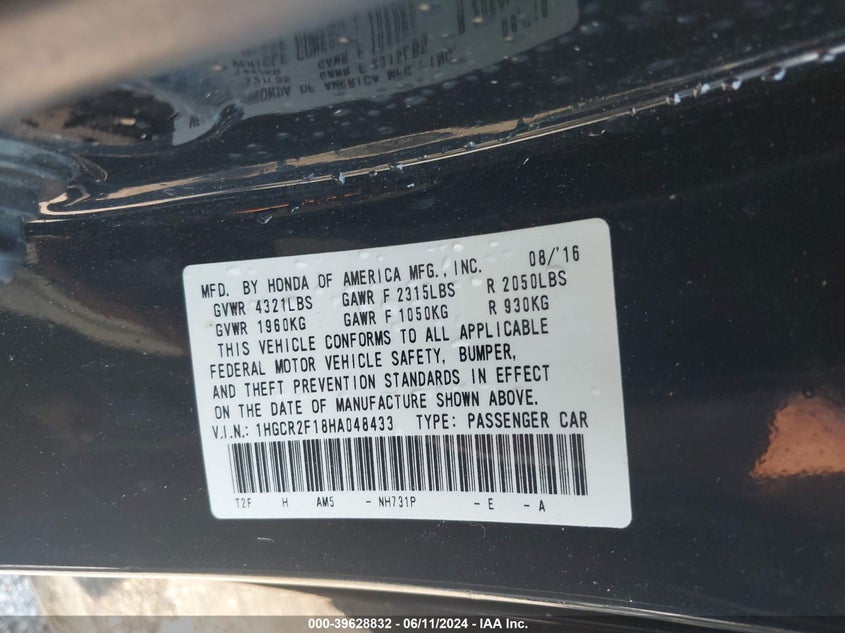 MFD. BY HONDA OF AMERICA MFG., INC. 08/'16
GVWR 4321LBS GAWR F 2315LBS R 2050LBS
GVWR 1960KG GAWR F 1050KG R 930KG
THIS VEHICLE CONFORMS TO ALL APPLICABLE
FEDERAL MOTOR VEHICLE SAFETY, BUMPER,
AND THEFT PREVENTION STANDARDS IN EFFECT
ON THE DATE OF MANUFACTURE SHOWN ABOVE.
V.I.N.: 1HGCR2F18HA048433 TYPE: PASSENGER CAR
T2F H AM5 - NH731P - E - A
000-39628832 - 06/11/2024 - IAA Inc.